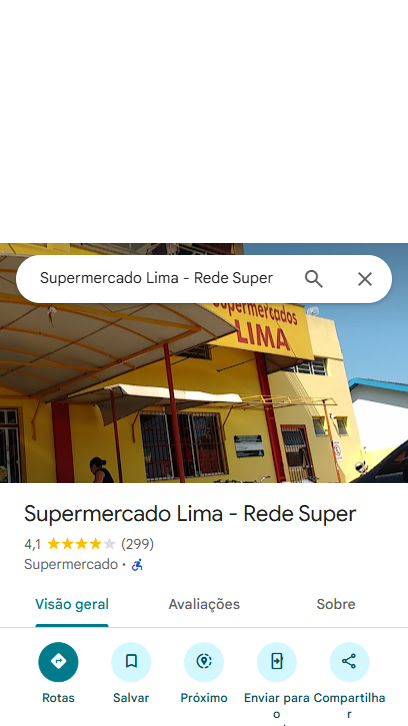 Supermercado Lima - Rede Super
Supermercados
LIMA
Supermercado Lima - Rede Super
4,1 (299)
Supermercado ·
Visão geral Avaliações Sobre
Rotas Salvar Próximo Enviar para o Compartilhar